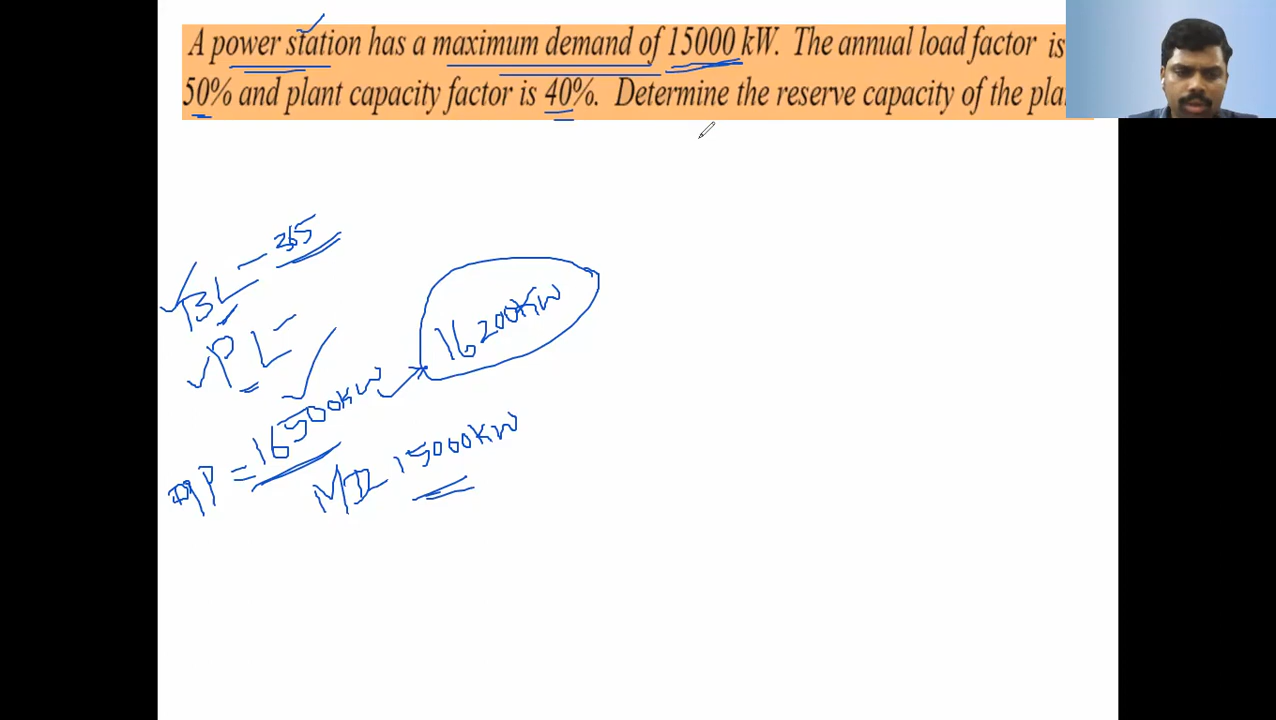 A power station has a maximum demand of 15000 kW. The annual load factor is
50% and plant capacity factor is 40%. Determine the reserve capacity of the pla
BL = 365
PL =
16200KW
= 16500KW
MD 15000KW